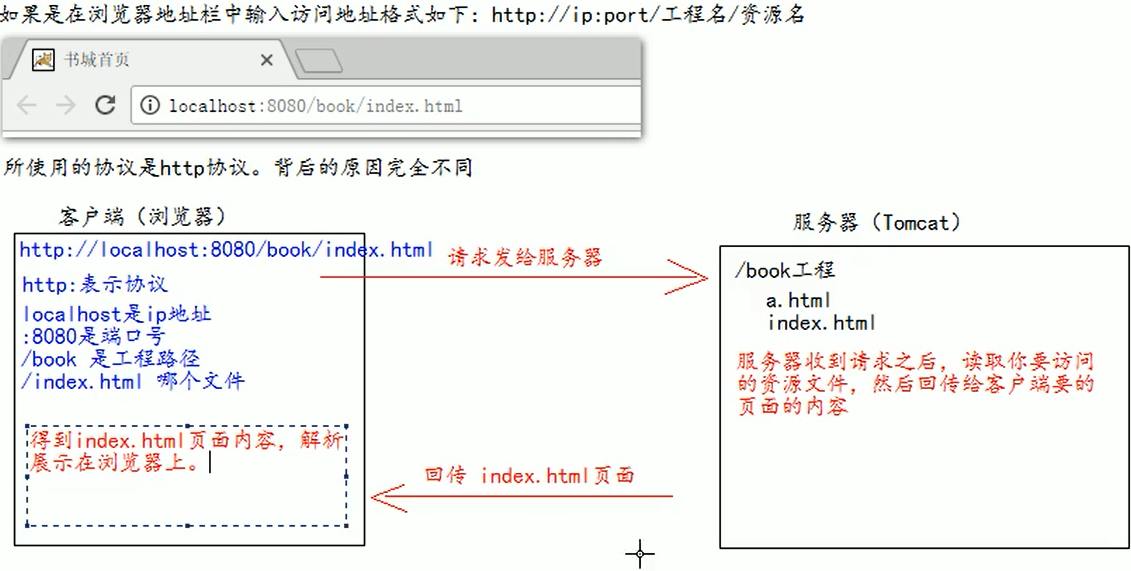 如果是在浏览器地址栏中输入访问地址格式如下：http://ip:port/工程名/资源名
书城首页
localhost:8080/book/index.html
所使用的协议是http协议。背后的原因完全不同
客户端（浏览器）
http://localhost:8080/book/index.html
http:表示协议
localhost是ip地址
:8080是端口号
/book 是工程路径
/index.html 哪个文件
得到index.html页面内容，解析
展示在浏览器上。
请求发给服务器
回传 index.html页面
服务器（Tomcat）
/book工程
a.html
index.html
服务器收到请求之后，读取你要访问
的资源文件，然后回传给客户端要的
页面的内容